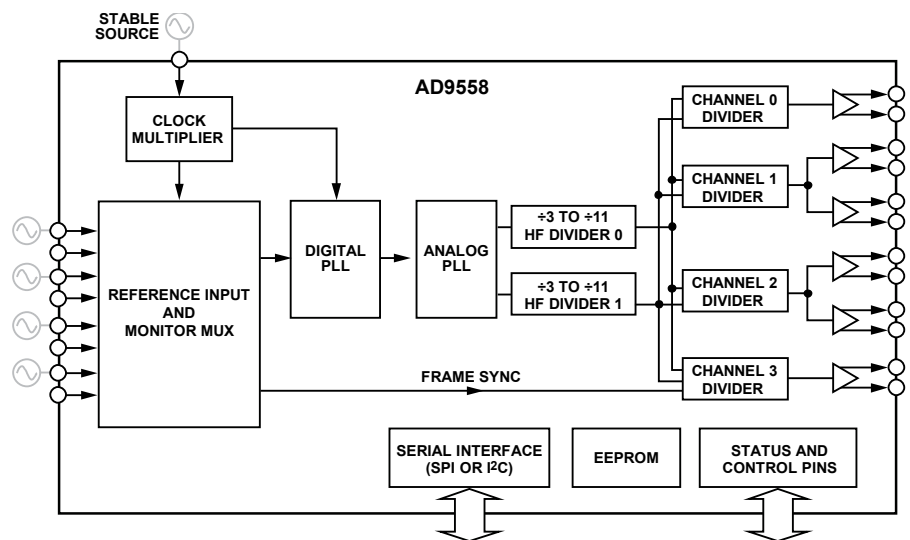 STABLE
SOURCE
AD9558
CLOCK
MULTIPLIER
CHANNEL 0
DIVIDER
CHANNEL 1
DIVIDER
REFERENCE INPUT
AND
MONITOR MUX
DIGITAL
PLL
ANALOG
PLL
÷3 TO ÷11
HF DIVIDER 0
÷3 TO ÷11
HF DIVIDER 1
CHANNEL 2
DIVIDER
CHANNEL 3
DIVIDER
FRAME SYNC
SERIAL INTERFACE
(SPI OR I²C)
EEPROM
STATUS AND
CONTROL PINS